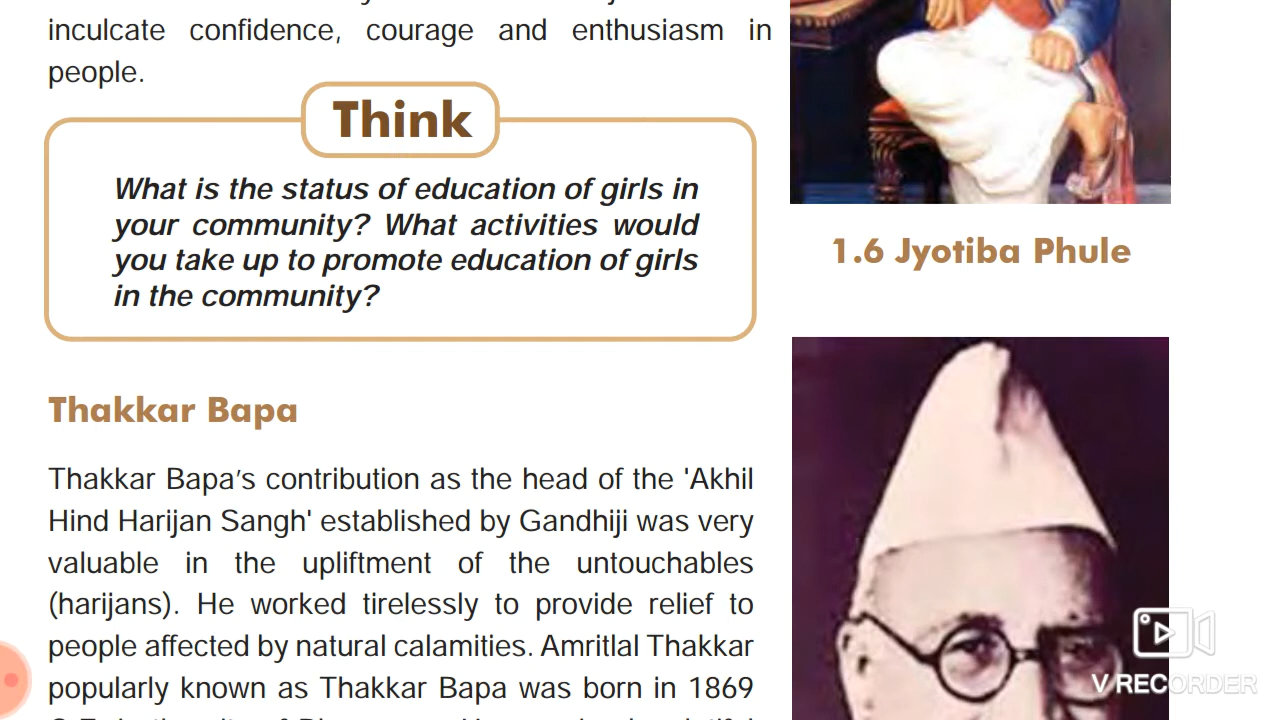 inculcate confidence, courage and enthusiasm in
people.
Think
What is the status of education of girls in
your community? What activities would
you take up to promote education of girls
in the community?
1.6 Jyotiba Phule
Thakkar Bapa
Thakkar Bapa's contribution as the head of the 'Akhil
Hind Harijan Sangh' established by Gandhiji was very
valuable in the upliftment of the untouchables
(harijans). He worked tirelessly to provide relief to
people affected by natural calamities. Amritlal Thakkar
popularly known as Thakkar Bapa was born in 1869
V RECORDER